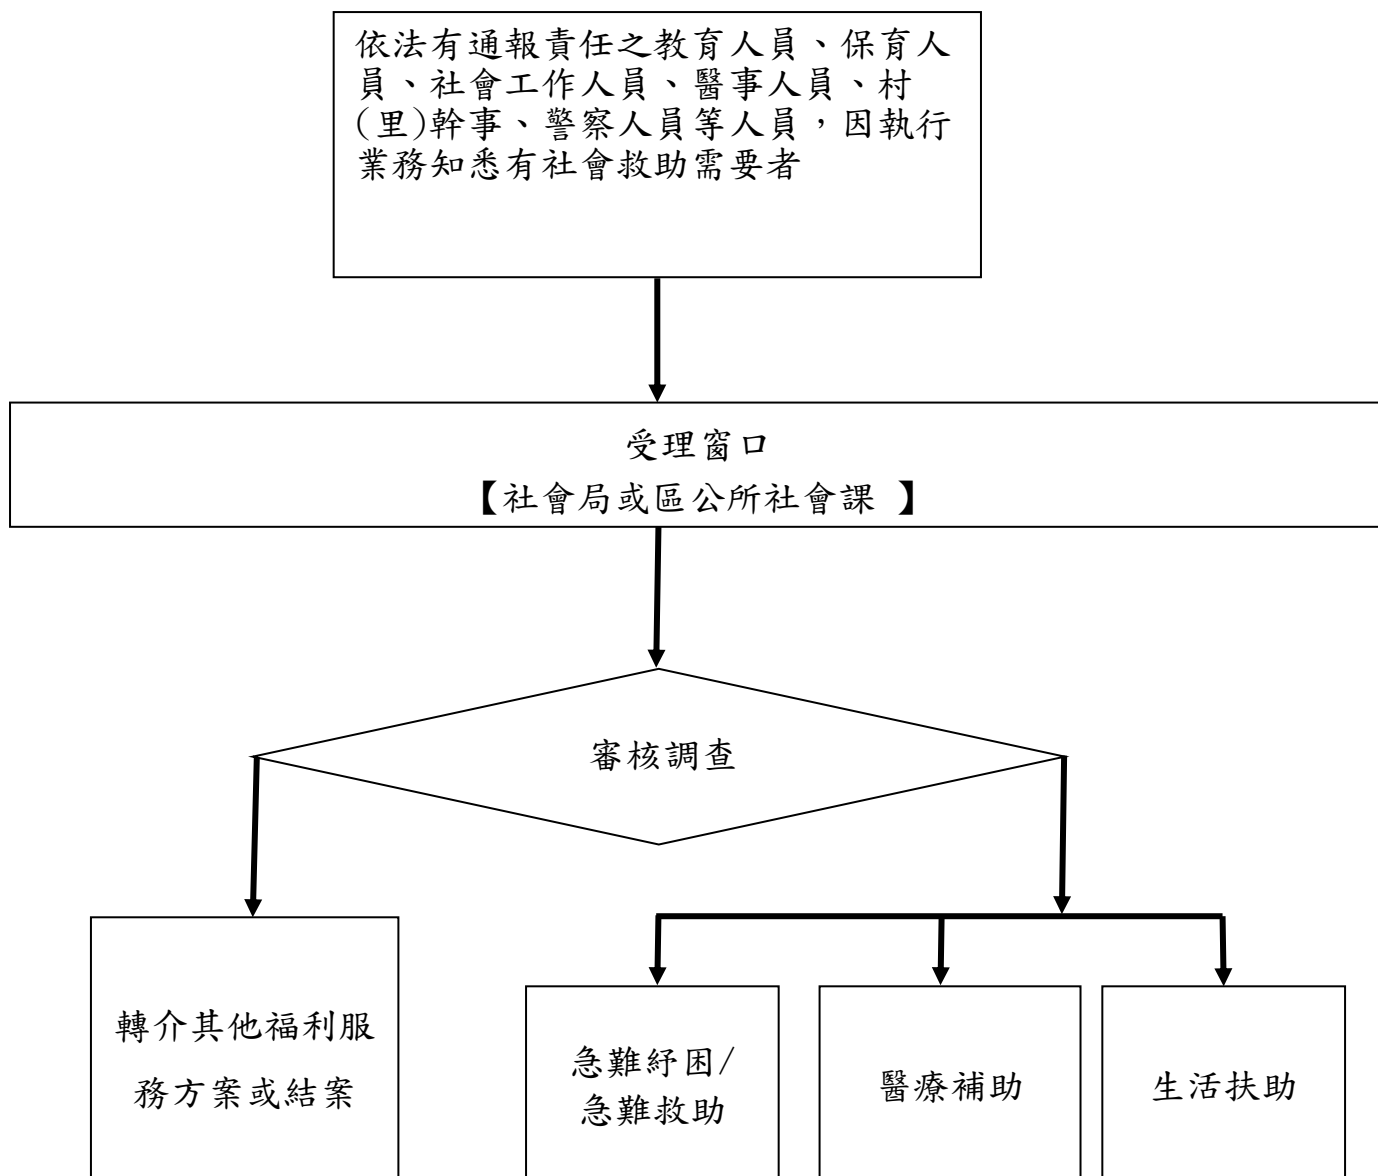 依法有通報責任之教育人員、保育人
員、社會工作人員、醫事人員、村
(里)幹事、警察人員等人員，因執行
業務知悉有社會救助需要者
受理窗口
【社會局或區公所社會課 】
審核調查
轉介其他福利服
務方案或結案
急難紓困/
急難救助
醫療補助
生活扶助